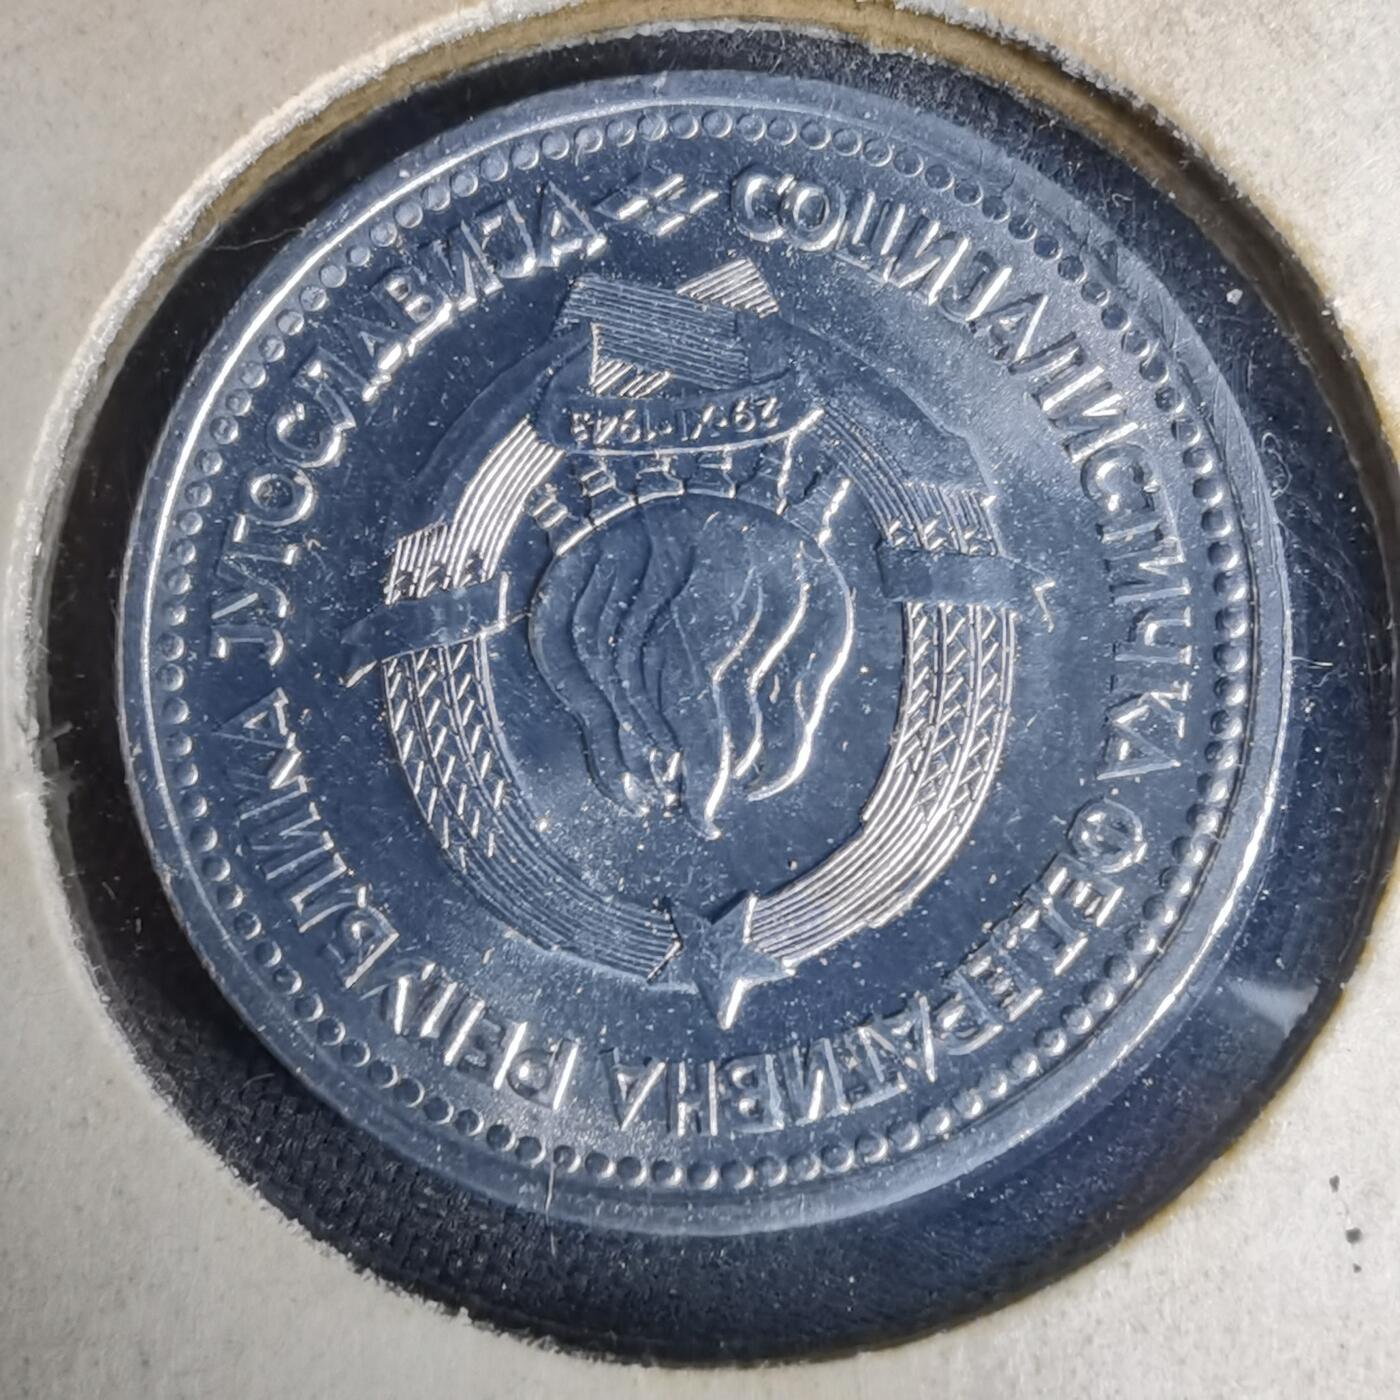 СОЦИЈАЛИСТИЧКА ФЕДЕРАТИВНА РЕПУБЛИКА ЈУГОСЛАВИЈА
29·XI·1943